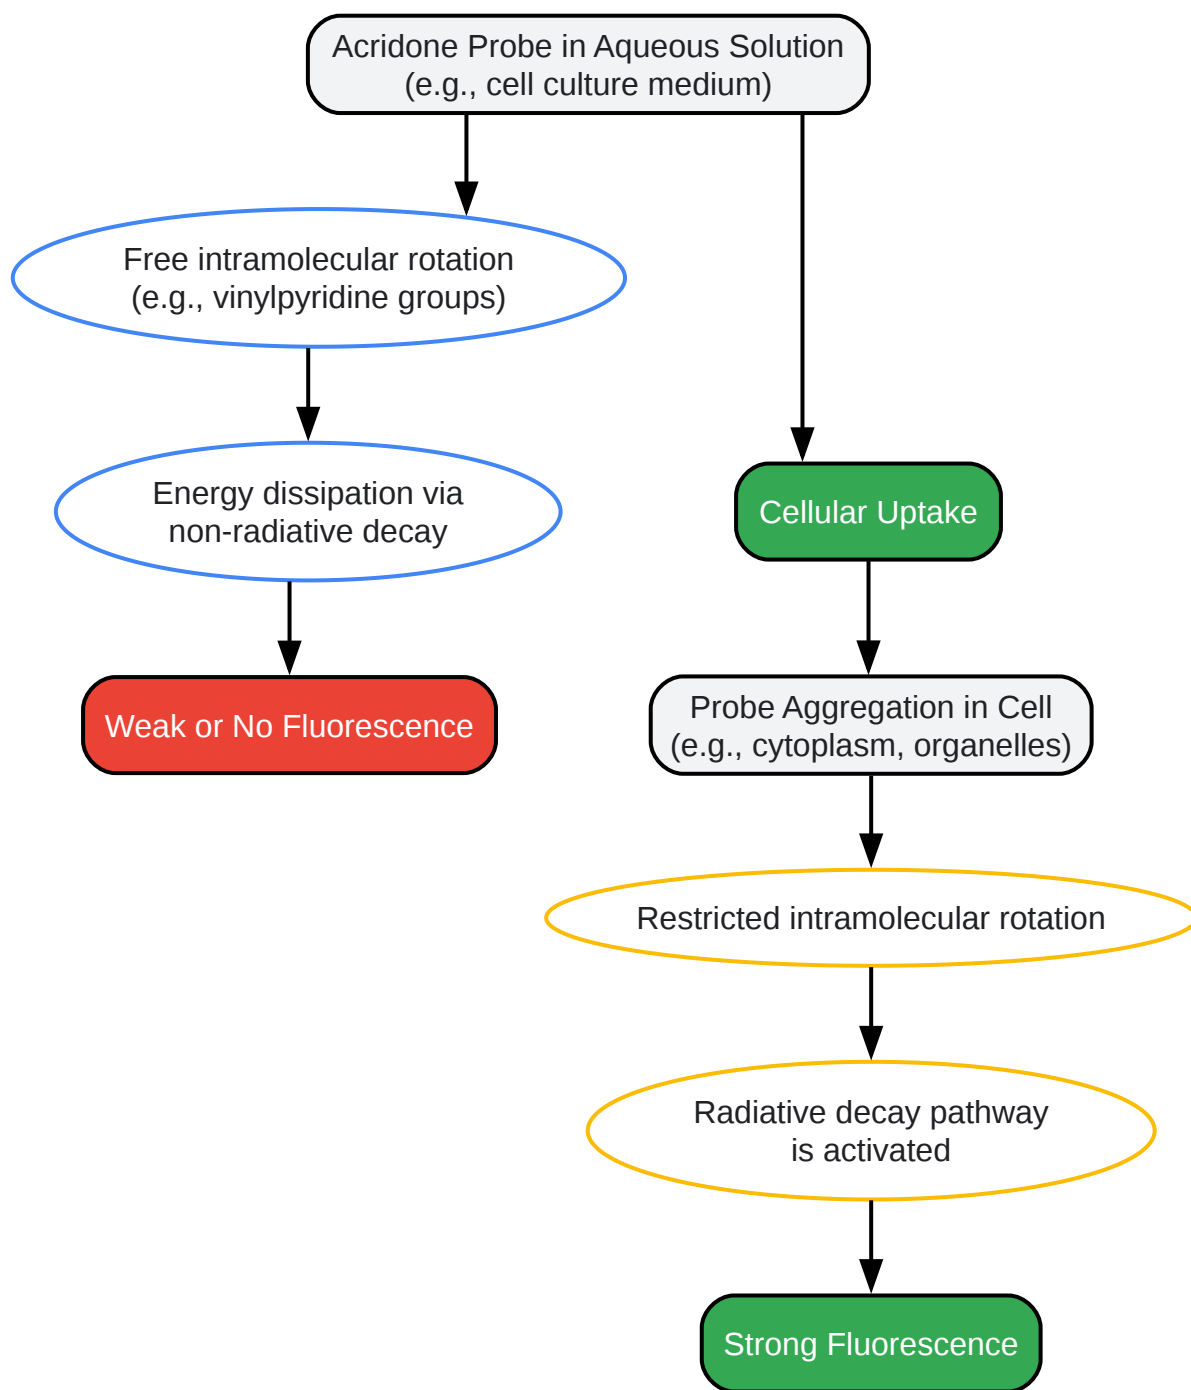 Acridone Probe in Aqueous Solution
(e.g., cell culture medium)
Free intramolecular rotation
(e.g., vinylpyridine groups)
Energy dissipation via
non-radiative decay
Cellular Uptake
Weak or No Fluorescence
Probe Aggregation in Cell
(e.g., cytoplasm, organelles)
Restricted intramolecular rotation
Radiative decay pathway
is activated
Strong Fluorescence